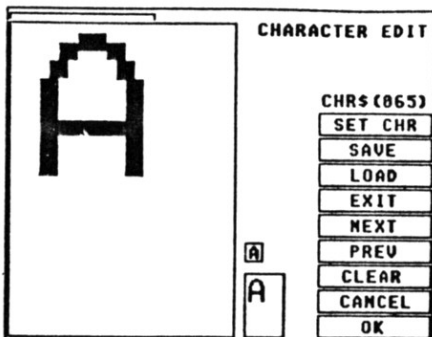 CHARACTER EDIT
CHR$(065)
SET CHR
SAVE
LOAD
EXIT
NEXT
PREV
A
CLEAR
A
CANCEL
OK